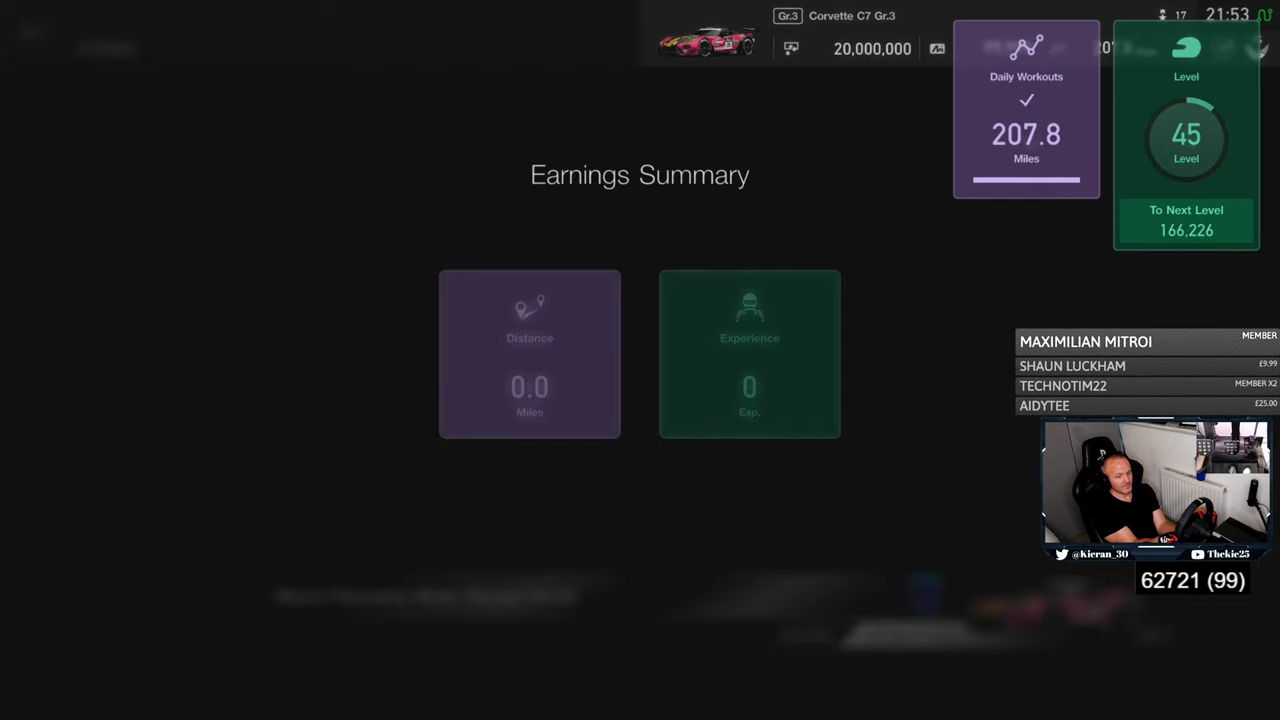 Gr.3 Corvette C7 Gr.3
17
21:53
20,000,000
Daily Workouts
207.8
Miles
Level
45
Level
To Next Level
166,226
Earnings Summary
Distance
0.0
Miles
Experience
0
Exp.
MAXIMILIAN MITROI MEMBER
SHAUN LUCKHAM £9.99
TECHNOTIM22 MEMBER X2
AIDYTEE £25.00
@Kieran_30
Thekie25
62721 (99)